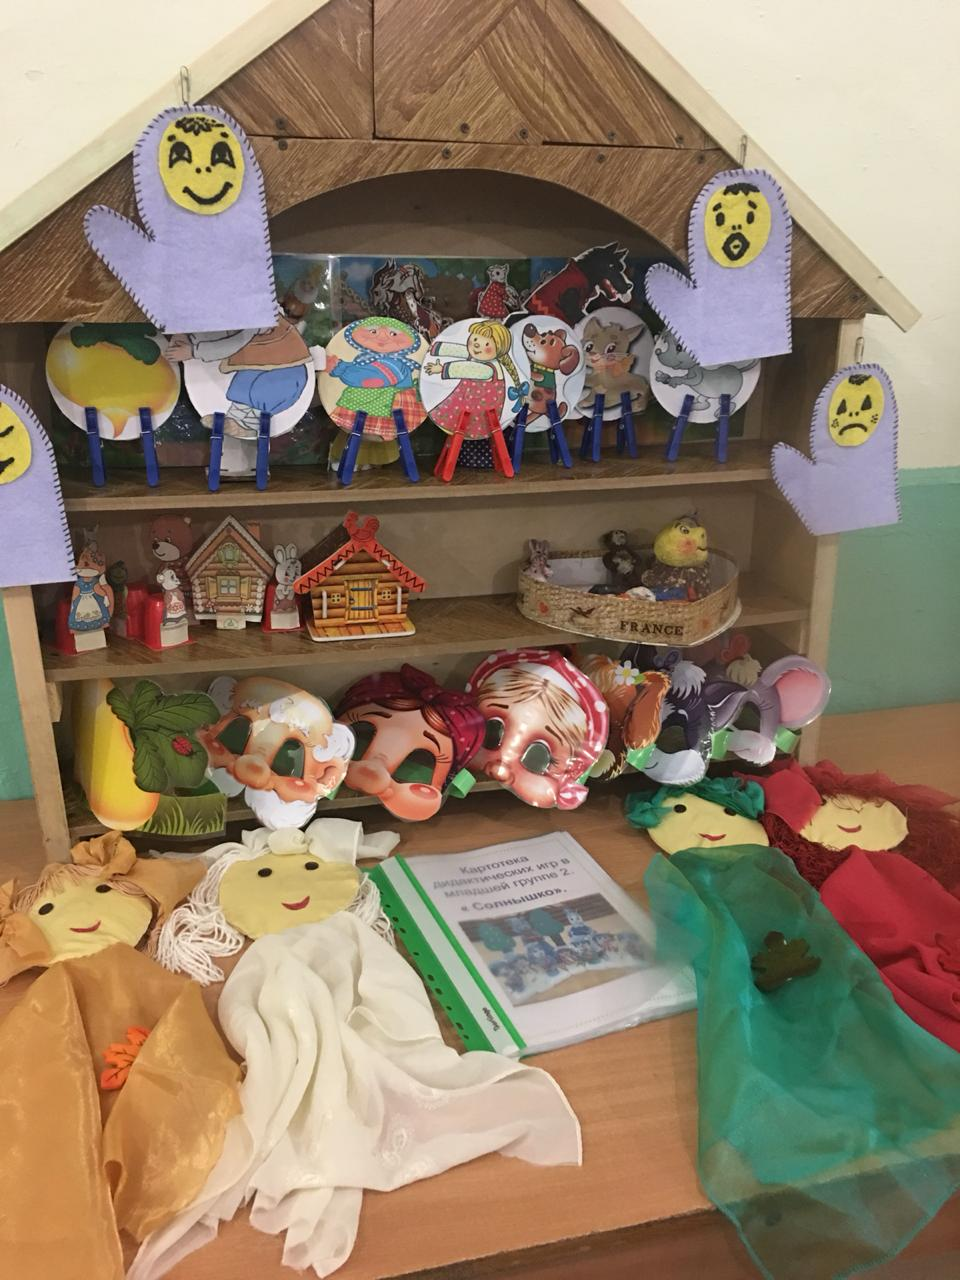 FRANCE
Картотека
дидактических игр в
младшей группе 2.
« Солнышко».